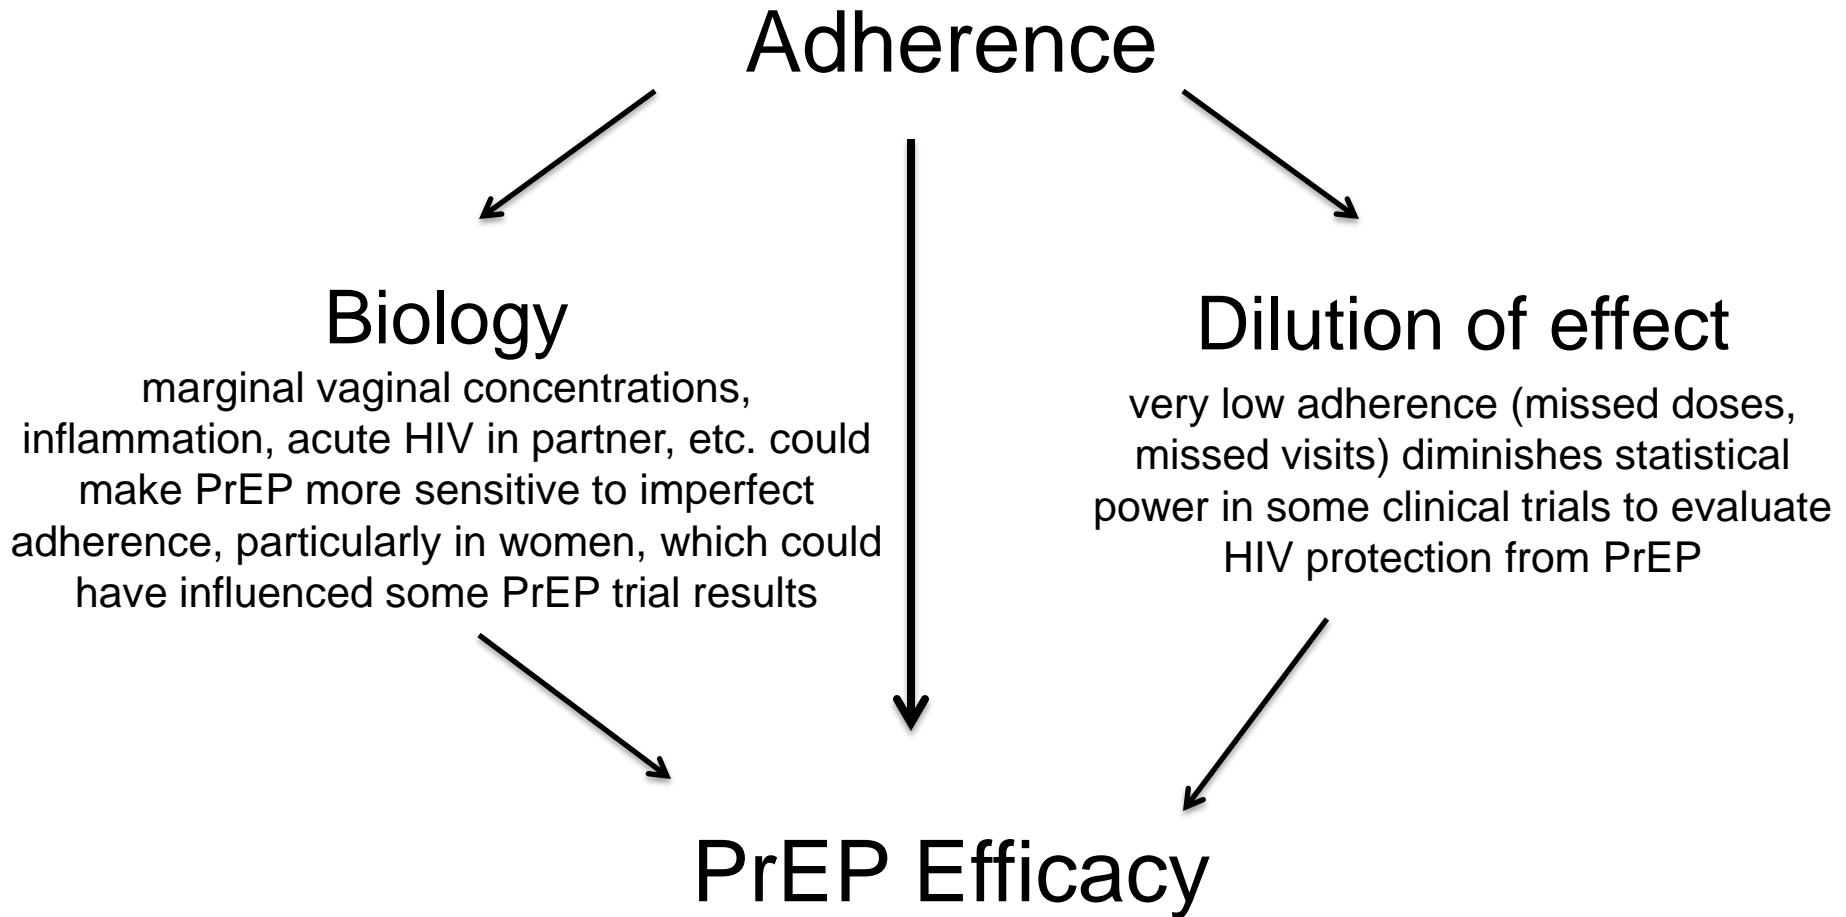 Adherence
Biology
marginal vaginal concentrations,
inflammation, acute HIV in partner, etc. could
make PrEP more sensitive to imperfect
adherence, particularly in women, which could
have influenced some PrEP trial results
Dilution of effect
very low adherence (missed doses,
missed visits) diminishes statistical
power in some clinical trials to evaluate
HIV protection from PrEP
PrEP Efficacy